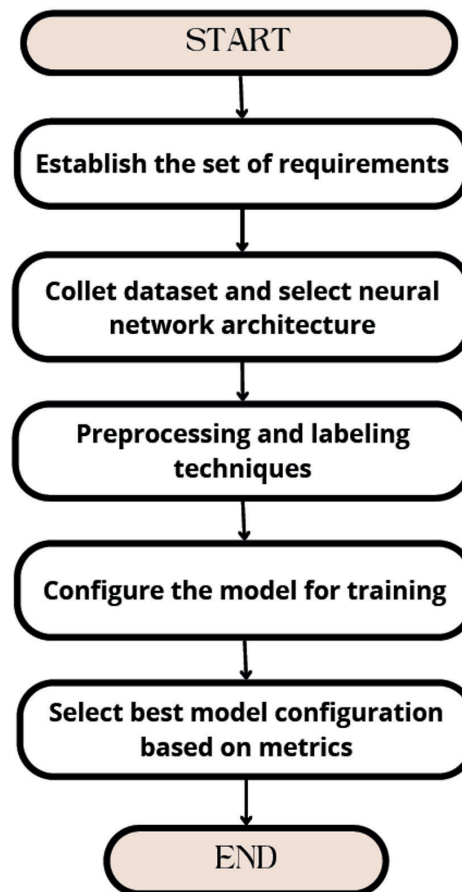 START
Establish the set of requirements
Collet dataset and select neural
network architecture
Preprocessing and labeling
techniques
Configure the model for training
Select best model configuration
based on metrics
END